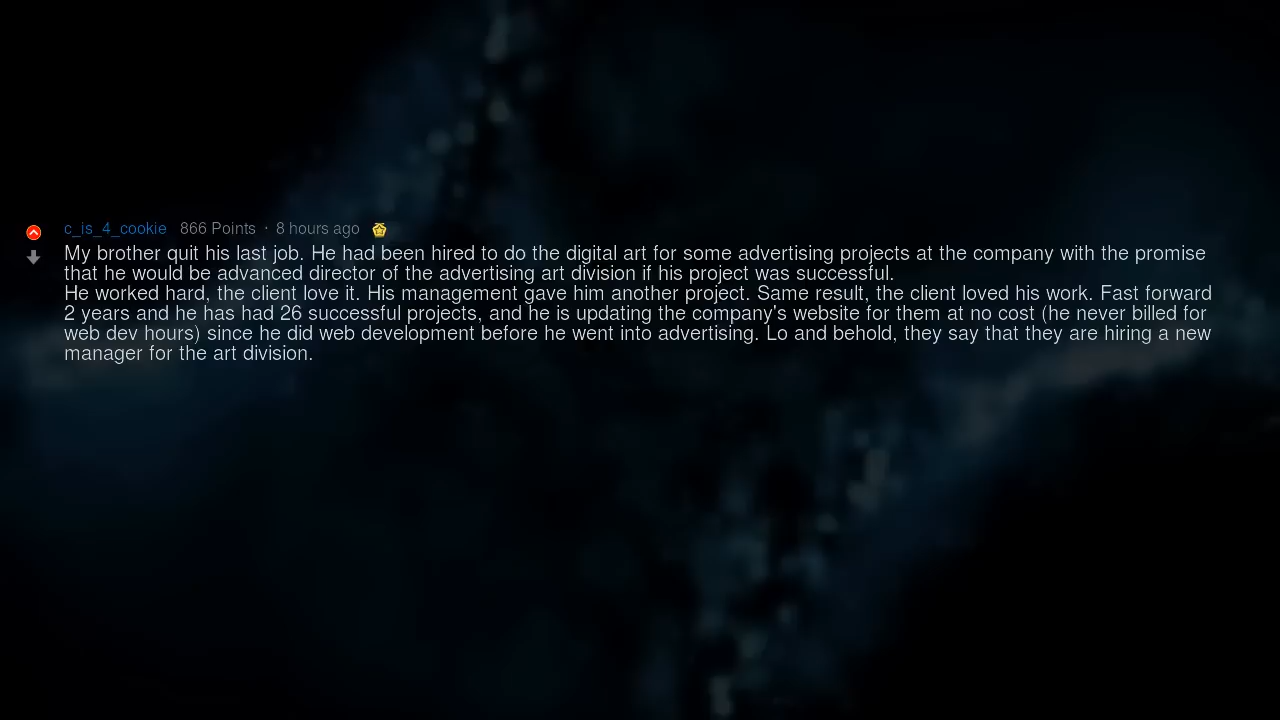 c_is_4_cookie 866 Points · 8 hours ago
My brother quit his last job. He had been hired to do the digital art for some advertising projects at the company with the promise
that he would be advanced director of the advertising art division if his project was successful.
He worked hard, the client love it. His management gave him another project. Same result, the client loved his work. Fast forward
2 years and he has had 26 successful projects, and he is updating the company's website for them at no cost (he never billed for
web dev hours) since he did web development before he went into advertising. Lo and behold, they say that they are hiring a new
manager for the art division.